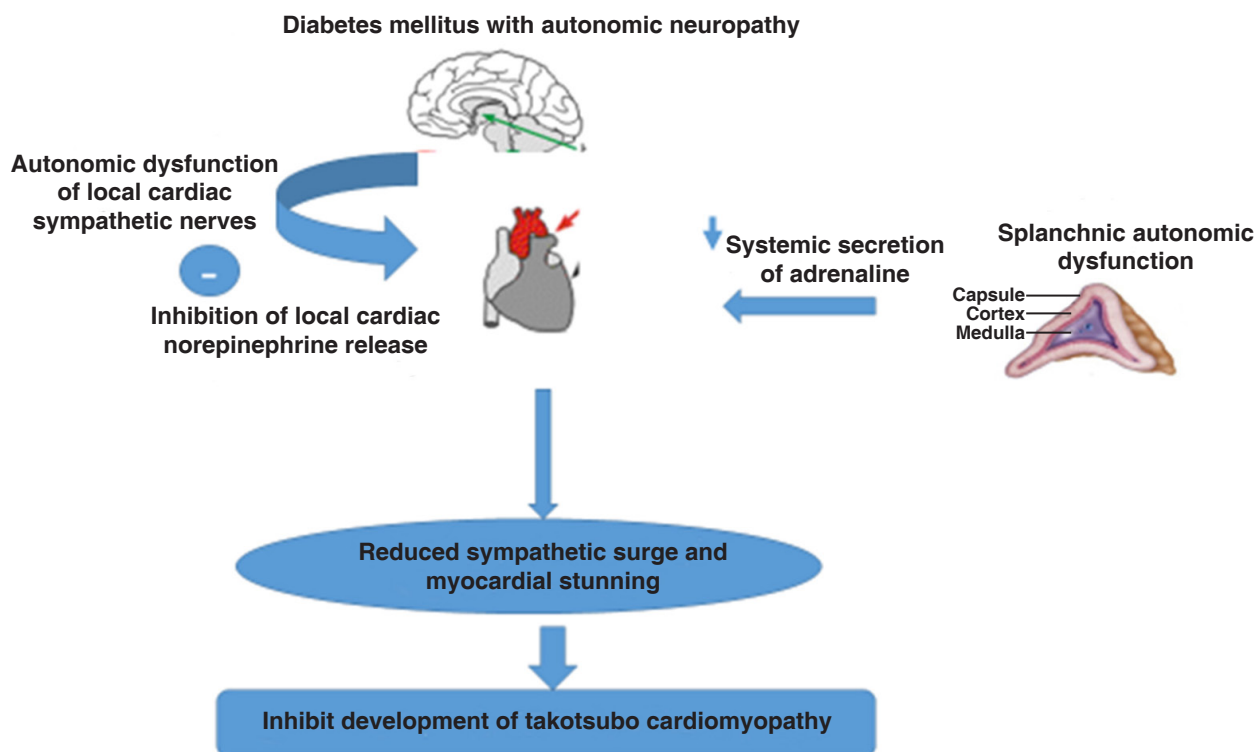 Diabetes mellitus with autonomic neuropathy
Autonomic dysfunction
of local cardiac
sympathetic nerves
-
Inhibition of local cardiac
norepinephrine release
Systemic secretion
of adrenaline
Splanchnic autonomic
dysfunction
Capsule
Cortex
Medulla
Reduced sympathetic surge and
myocardial stunning
Inhibit development of takotsubo cardiomyopathy